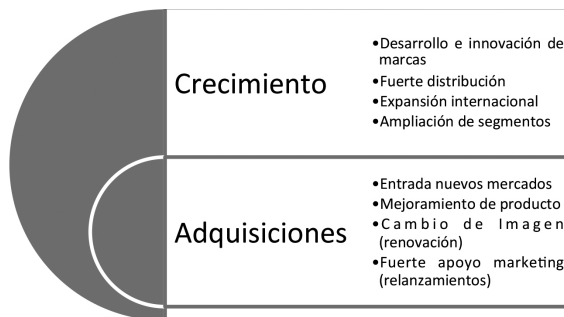 Crecimiento
•Desarrollo e innovación de
marcas
•Fuerte distribución
•Expansión internacional
•Ampliación de segmentos
Adquisiciones
•Entrada nuevos mercados
•Mejoramiento de producto
•Cambio de Imagen
(renovación)
•Fuerte apoyo marketing
(relanzamientos)